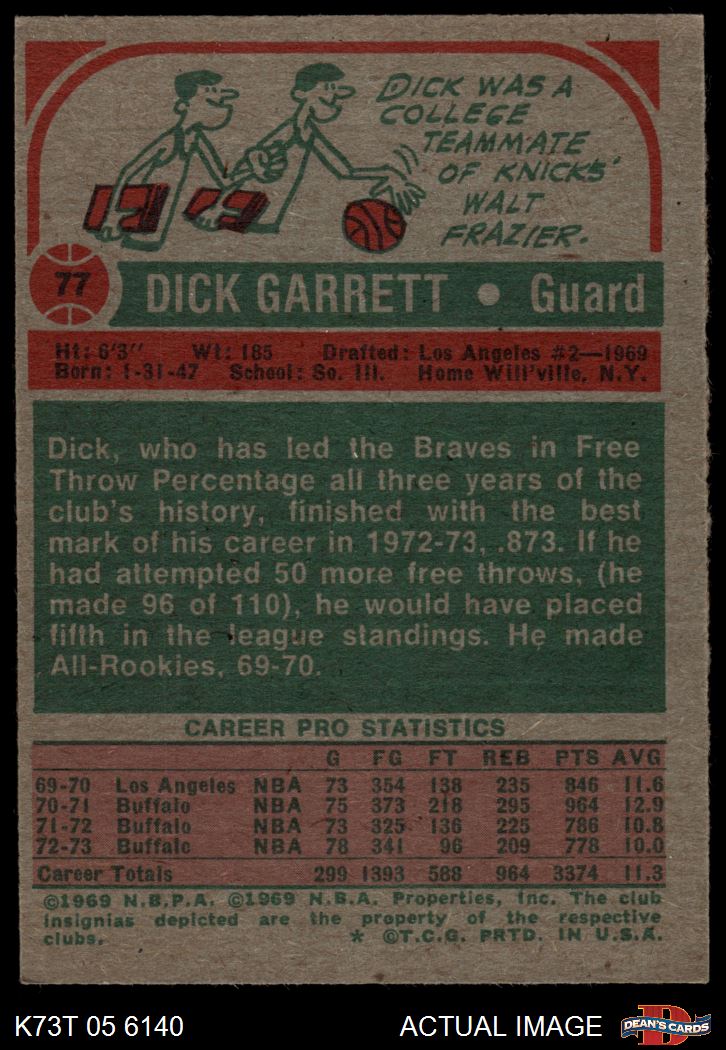 DICK WAS A
COLLEGE
TEAMMATE
OF KNICKS'
WALT
FRAZIER.
77
DICK GARRETT • Guard
Ht: 6'3" Wt: 185 Drafted: Los Angeles #2—1969
Born: 1-31-47 School: So. Ill. Home Will'ville, N.Y.
Dick, who has led the Braves in Free
Throw Percentage all three years of the
club's history, finished with the best
mark of his career in 1972-73, .873. If he
had attempted 50 more free throws, (he
made 96 of 110), he would have placed
fifth in the league standings. He made
All-Rookies, 69-70.
CAREER PRO STATISTICS
G FG FT REB PTS AVG
69-70 Los Angeles NBA 73 354 138 235 846 11.6
70-71 Buffalo NBA 75 373 218 295 964 12.9
71-72 Buffalo NBA 73 325 136 225 786 10.8
72-73 Buffalo NBA 78 341 96 209 778 10.0
Career Totals 299 1393 588 964 3374 11.3
©1969 N.B.P.A. ©1969 N.B.A. Properties, Inc. The club
insignias depicted are the property of the respective
clubs. * ©T.C.G. PRTD. IN U.S.A.
K73T 05 6140 ACTUAL IMAGE
D
DEAN'S CARDS